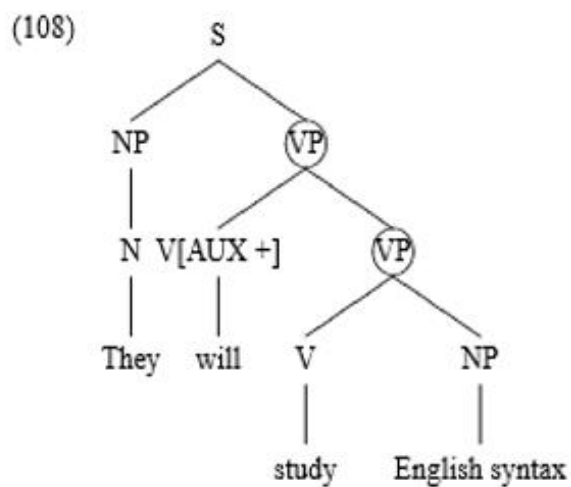 (108) S
NP VP
N V[AUX +] VP
They will V NP
study English syntax